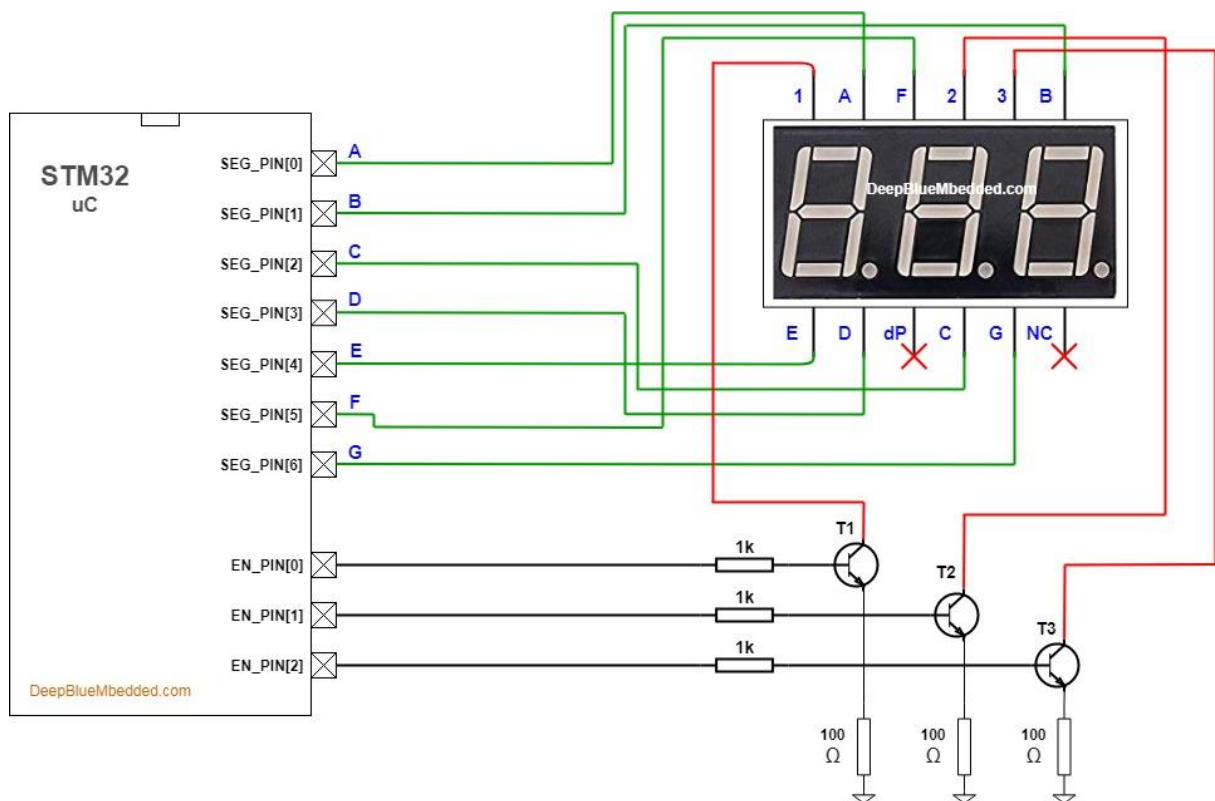 1 A F 2 3 B
STM32
uC
SEG_PIN[0] A
SEG_PIN[1] B
SEG_PIN[2] C
SEG_PIN[3] D
SEG_PIN[4] E
SEG_PIN[5] F
SEG_PIN[6] G
DeepBlueMbedded.com
E D dP C G NC
EN_PIN[0] 1k T1
EN_PIN[1] 1k T2
EN_PIN[2] 1k T3
DeepBlueMbedded.com
100 100 100
Ω Ω Ω